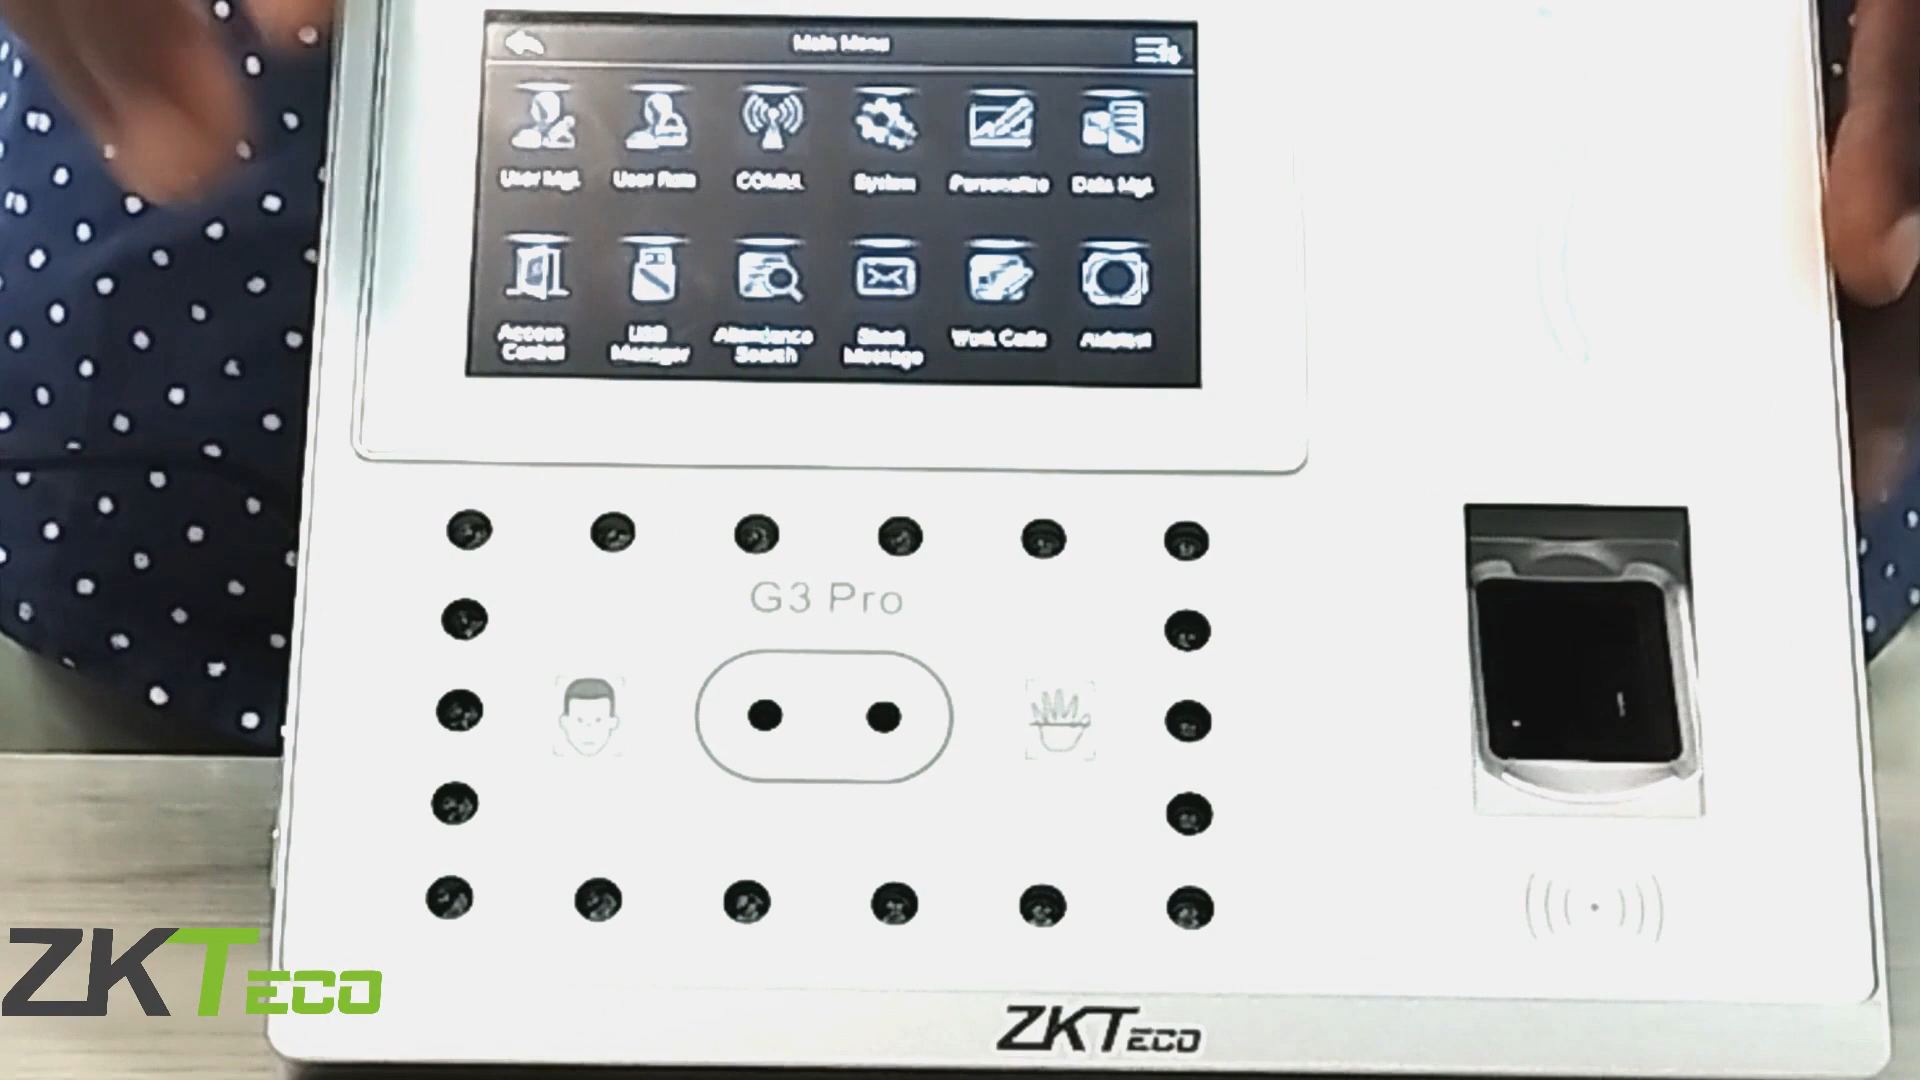 Main Menu
User Mgt. User Role COMM. System Personalize Data Mgt.
Access Control USB Manager Attendance Search Short Message Work Code Autotest
G3 Pro
ZKTECO
ZKTECO